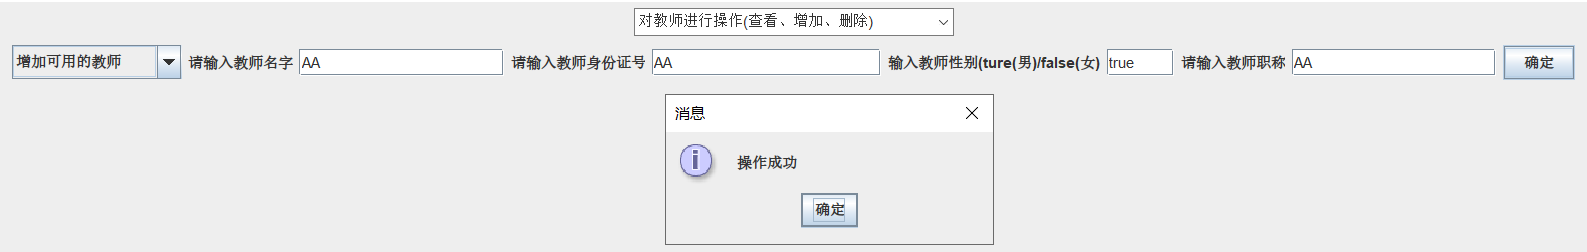 对教师进行操作(查看、增加、删除)
增加可用的教师 请输入教师名字 AA 请输入教师身份证号 AA 输入教师性别(ture(男)/false(女) true 请输入教师职称 AA 确定
消息
操作成功
确定